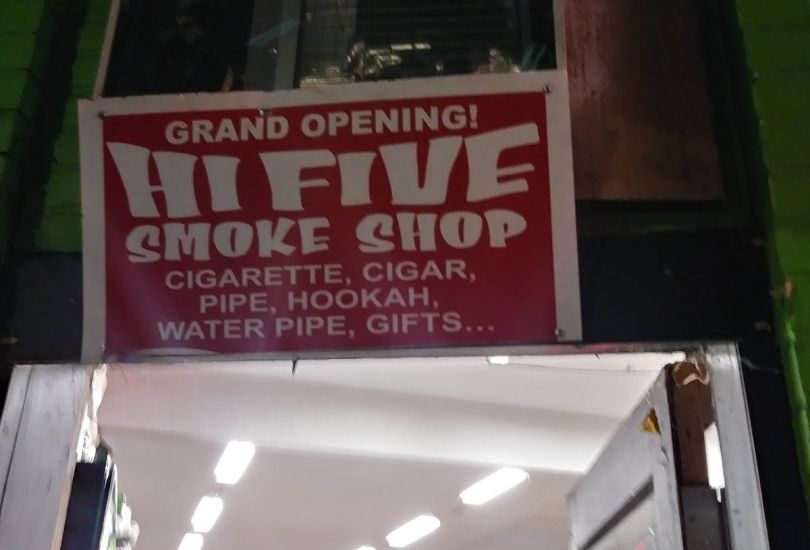 GRAND OPENING!
HI FIVE
SMOKE SHOP
CIGARETTE, CIGAR,
PIPE, HOOKAH,
WATER PIPE, GIFTS...